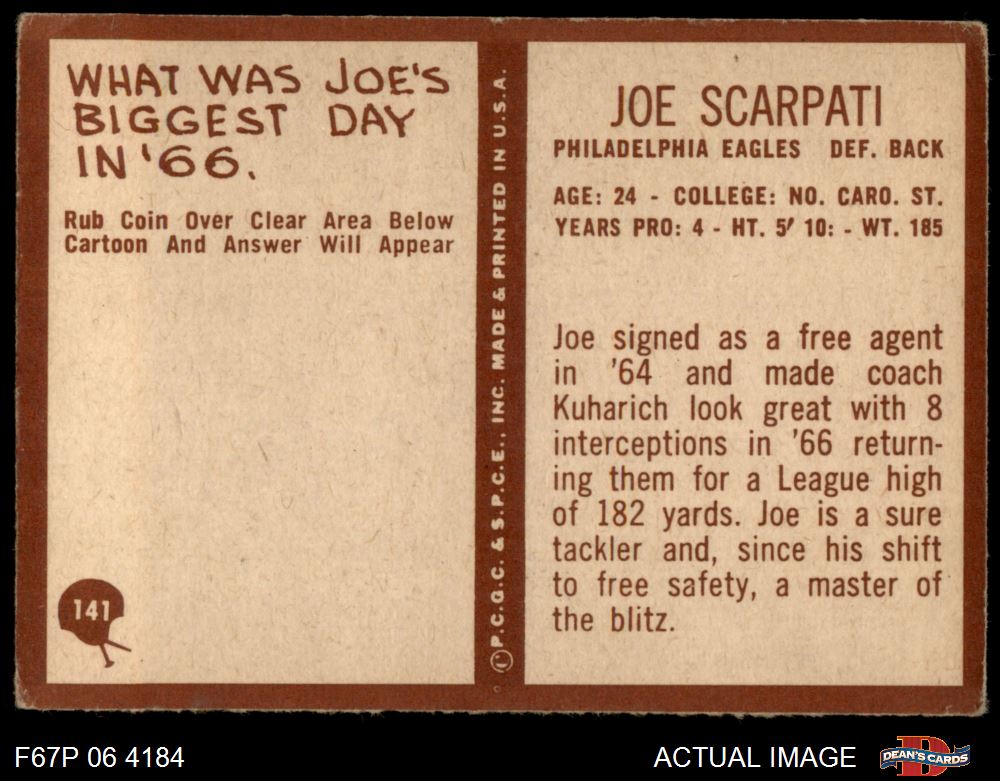 WHAT WAS JOE'S
BIGGEST DAY
IN '66.
Rub Coin Over Clear Area Below
Cartoon And Answer Will Appear
141
© P.C.G.C. & S.P.C.E., INC. MADE & PRINTED IN U.S.A.
JOE SCARPATI
PHILADELPHIA EAGLES DEF. BACK
AGE: 24 - COLLEGE: NO. CARO. ST.
YEARS PRO: 4 - HT. 5' 10: - WT. 185
Joe signed as a free agent
in '64 and made coach
Kuharich look great with 8
interceptions in '66 return-
ing them for a League high
of 182 yards. Joe is a sure
tackler and, since his shift
to free safety, a master of
the blitz.
F67P 06 4184
ACTUAL IMAGE
D
DEAN'S CARDS